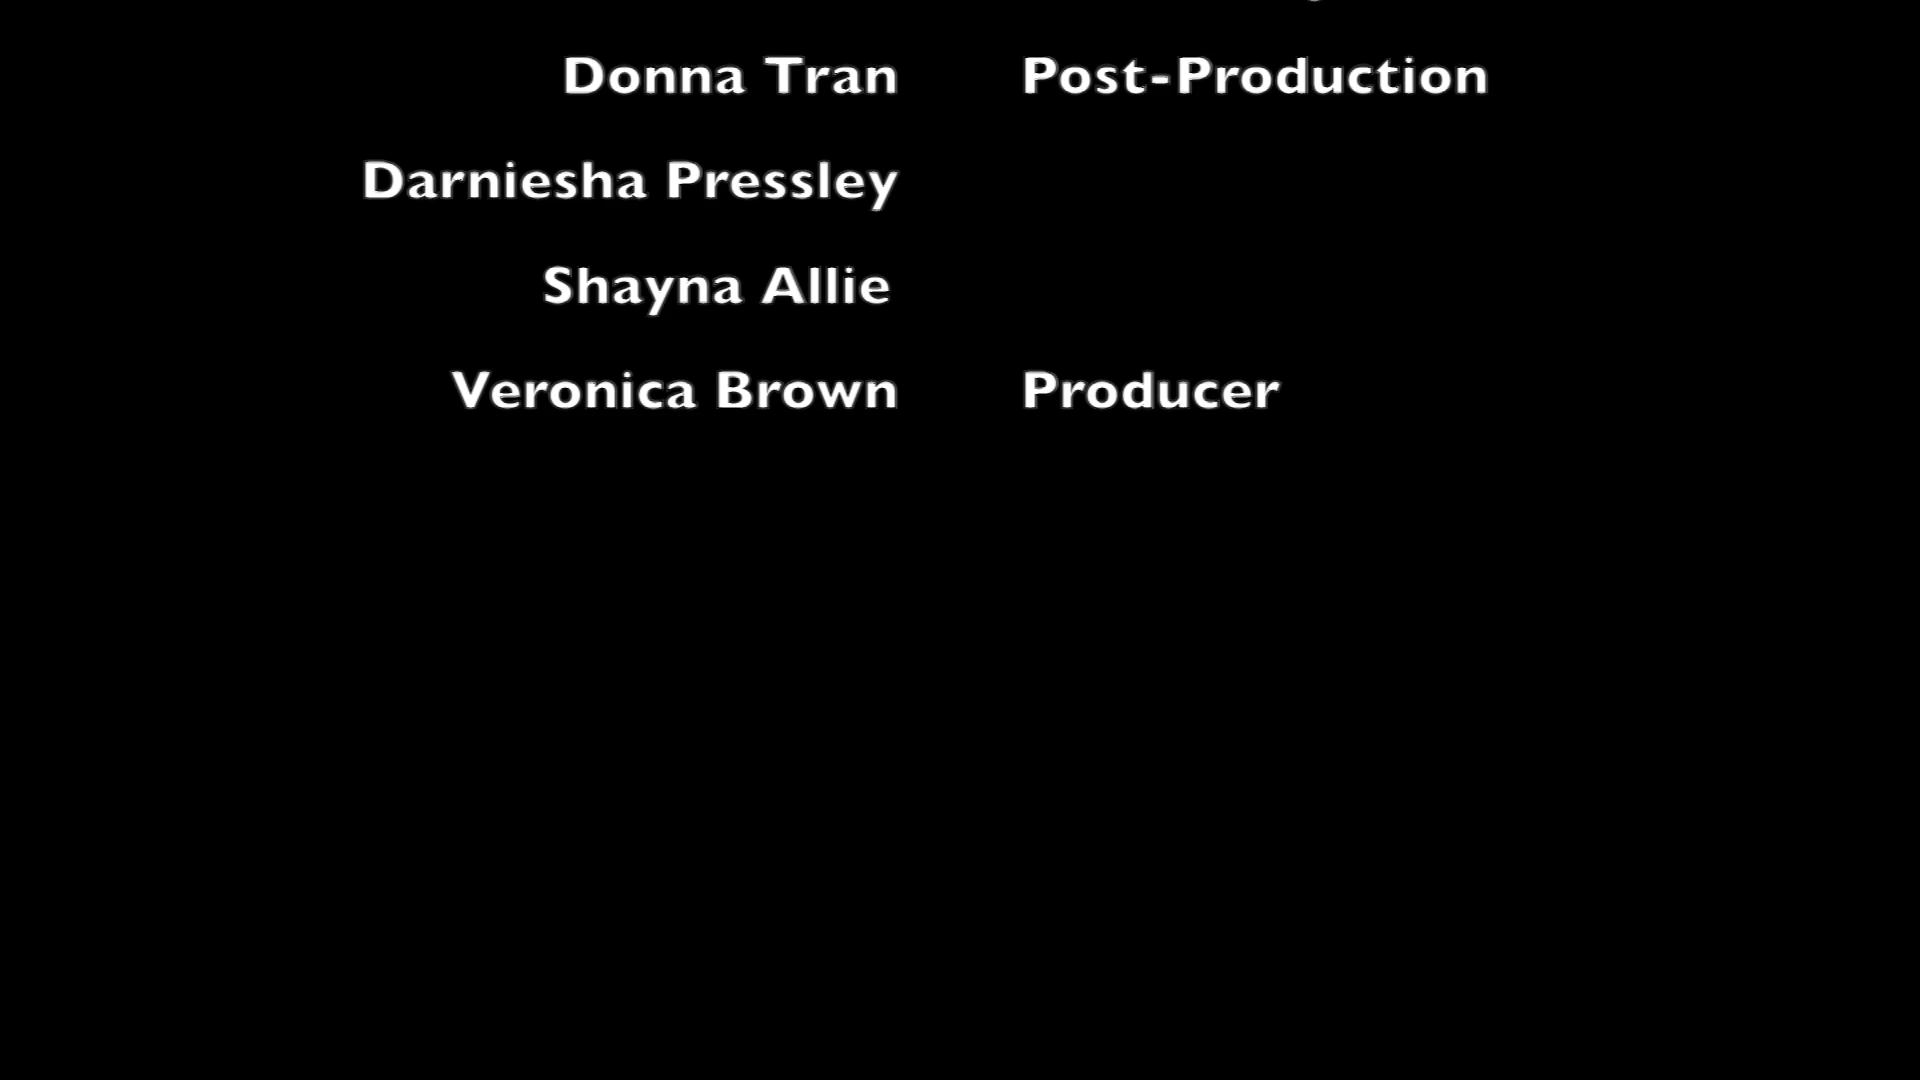 Donna Tran Post-Production
Darniesha Pressley
Shayna Allie
Veronica Brown Producer